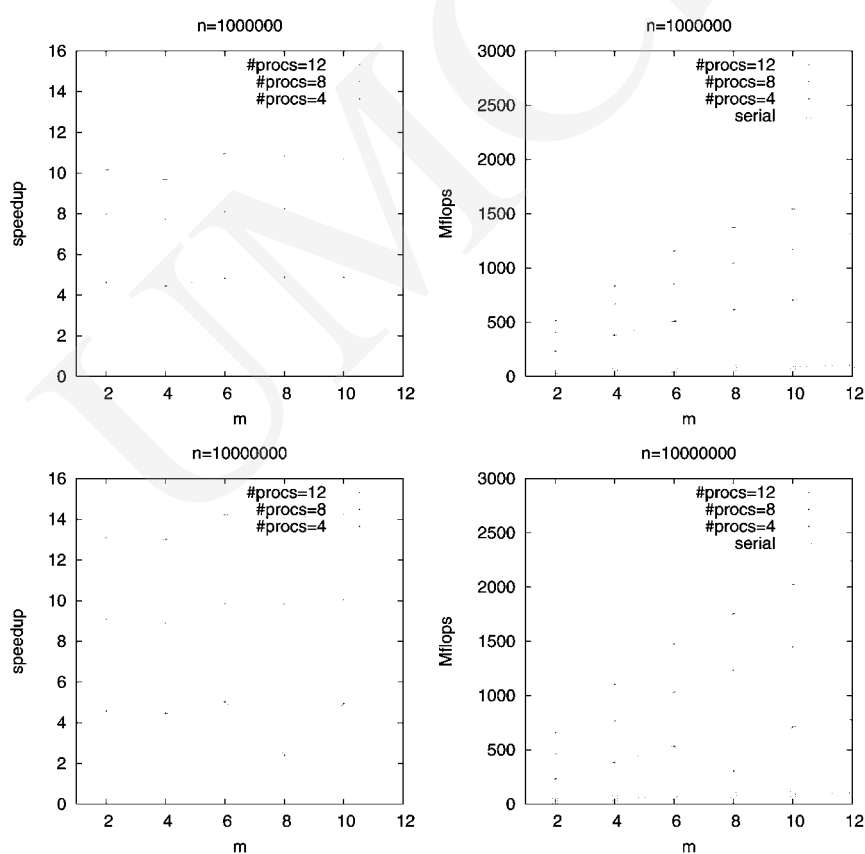 n=1000000
16
14
12
10
8
6
4
2
0
speedup
#procs=12
#procs=8
#procs=4
2 4 6 8 10 12
m
n=1000000
3000
2500
2000
1500
1000
500
0
Mflops
#procs=12
#procs=8
#procs=4
serial
2 4 6 8 10 12
m
n=10000000
16
14
12
10
8
6
4
2
0
speedup
#procs=12
#procs=8
#procs=4
2 4 6 8 10 12
m
n=10000000
3000
2500
2000
1500
1000
500
0
Mflops
#procs=12
#procs=8
#procs=4
serial
2 4 6 8 10 12
m
UMC